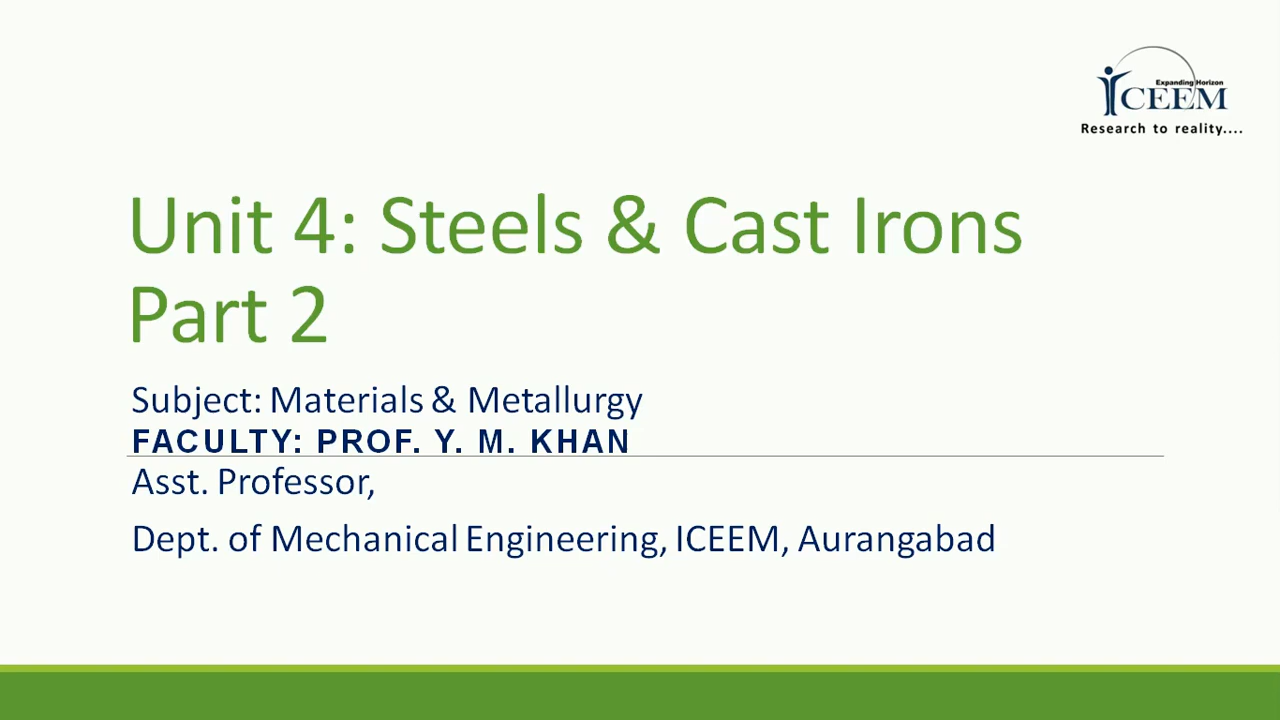 Expanding Horizon
ICEEM
Research to reality....
Unit 4: Steels & Cast Irons
Part 2
Subject: Materials & Metallurgy
FACULTY: PROF. Y. M. KHAN
Asst. Professor,
Dept. of Mechanical Engineering, ICEEM, Aurangabad